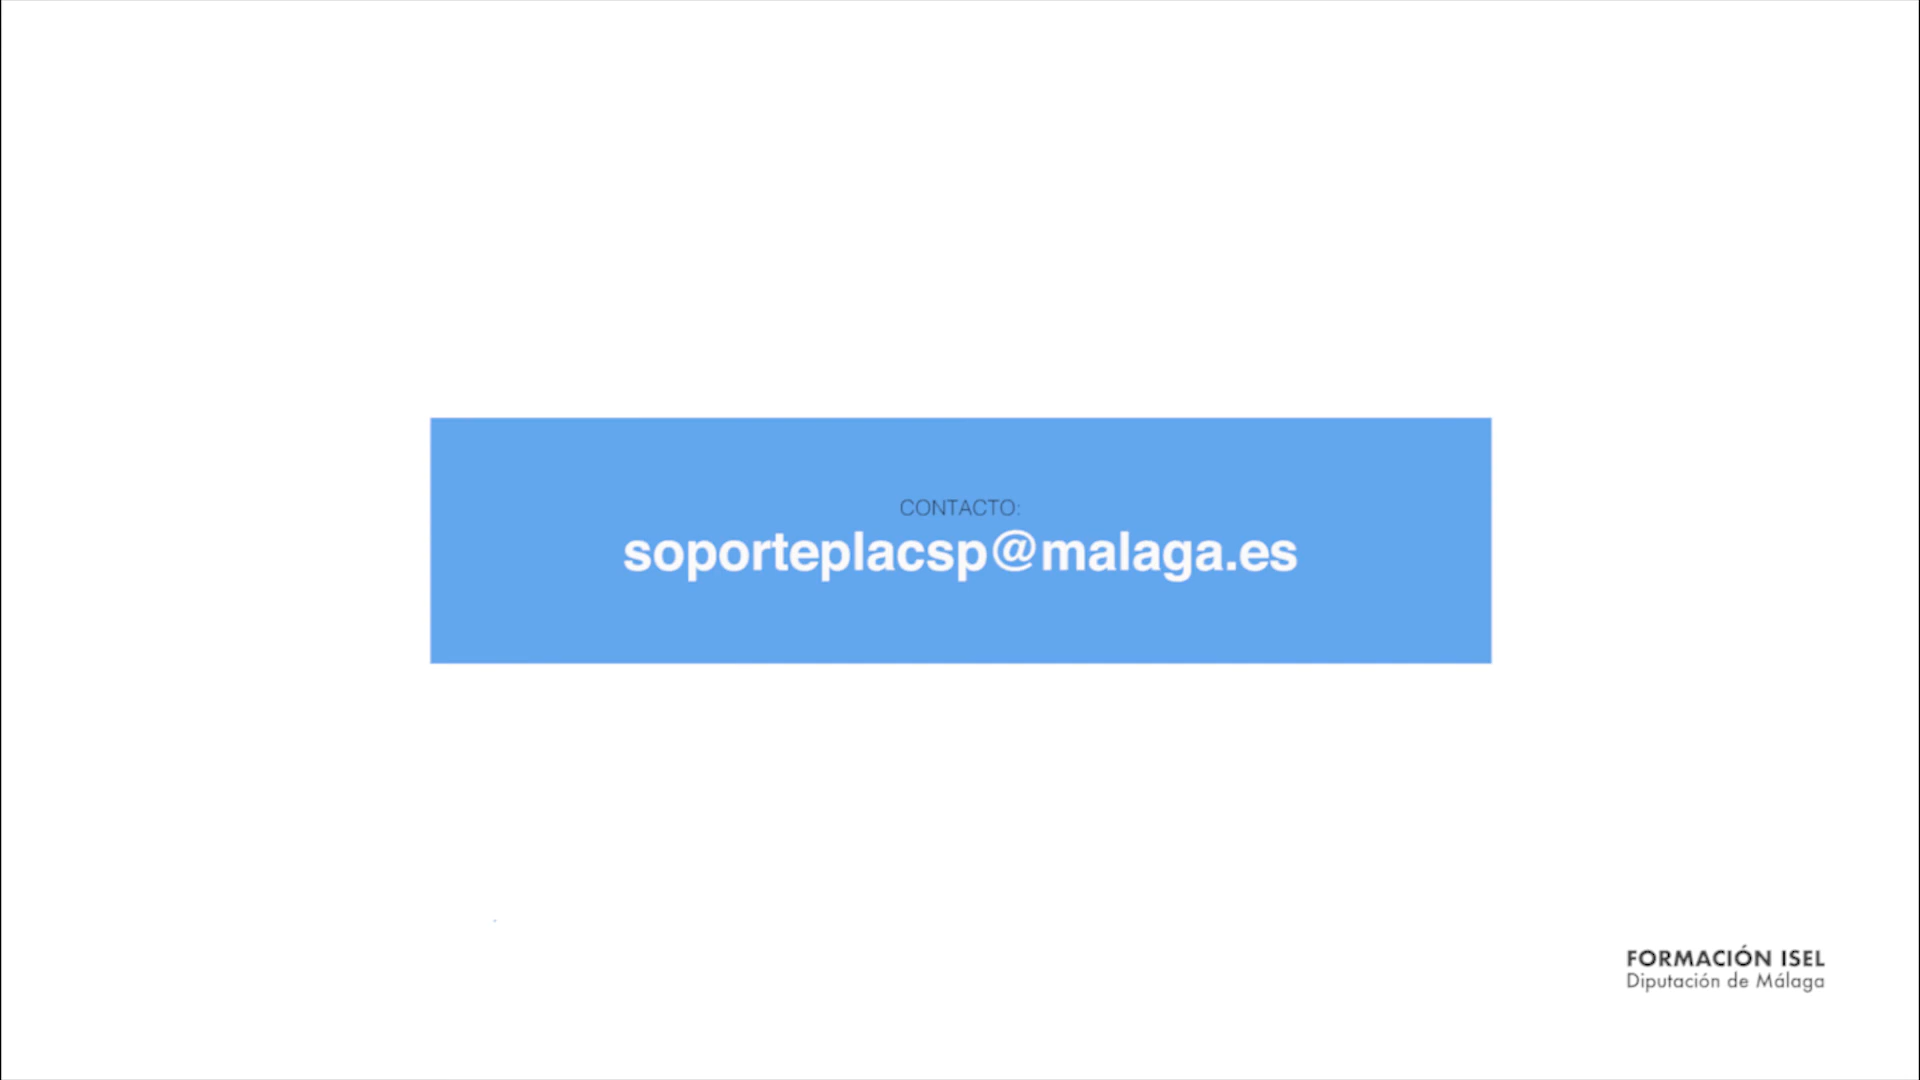 CONTACTO:
soporteplacsp@malaga.es
FORMACIÓN ISEL
Diputación de Málaga